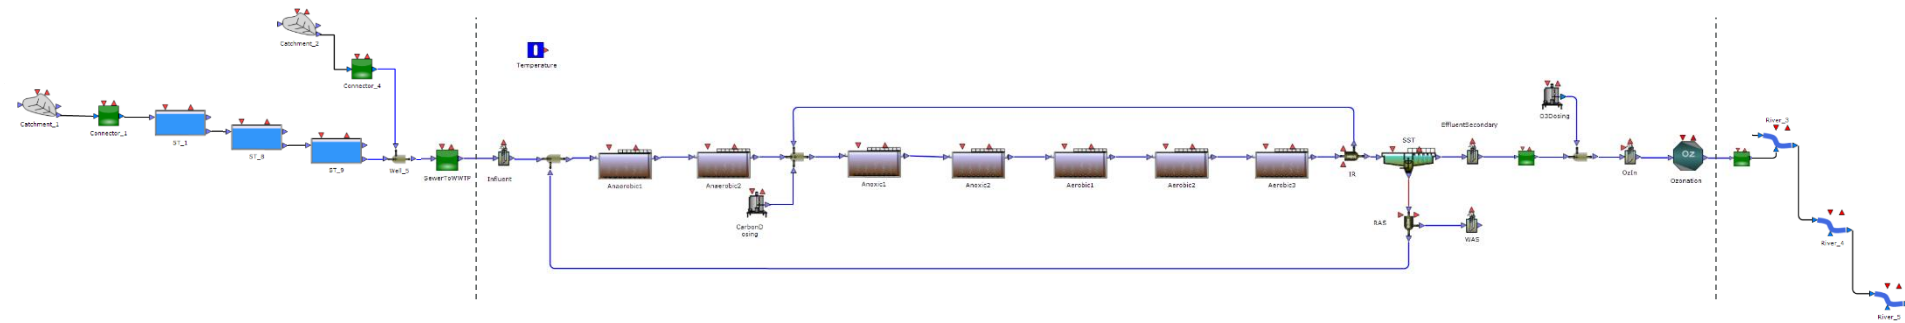 Catchment_2
Temperature
Connector_4
Catchment_1
Connector_1
ST_1
ST_8
ST_9
Well_5
SewerToWWTP
Influent
Anaerobic1
Anaerobic2
CarbonD
osing
Anoxic1
Anoxic2
Aerobic1
Aerobic2
Aerobic3
IR
SST
RAS
WAS
EffluentSecondary
O3Dosing
OzIn
OZ
Ozonation
River_3
River_4
River_5